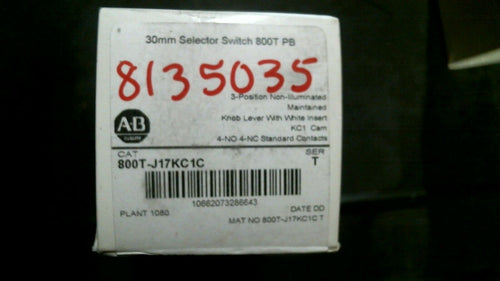 30mm Selector Switch 800T PB
8135035
3-Position Non-Illuminated
Maintained
Knob Lever With White Insert
KC1 Cam
4-NO 4-NC Standard Contacts
A-B
CAT SER
800T-J17KC1C T
10662073286643
PLANT 1080 DATE DD
MAT NO 800T-J17KC1C T